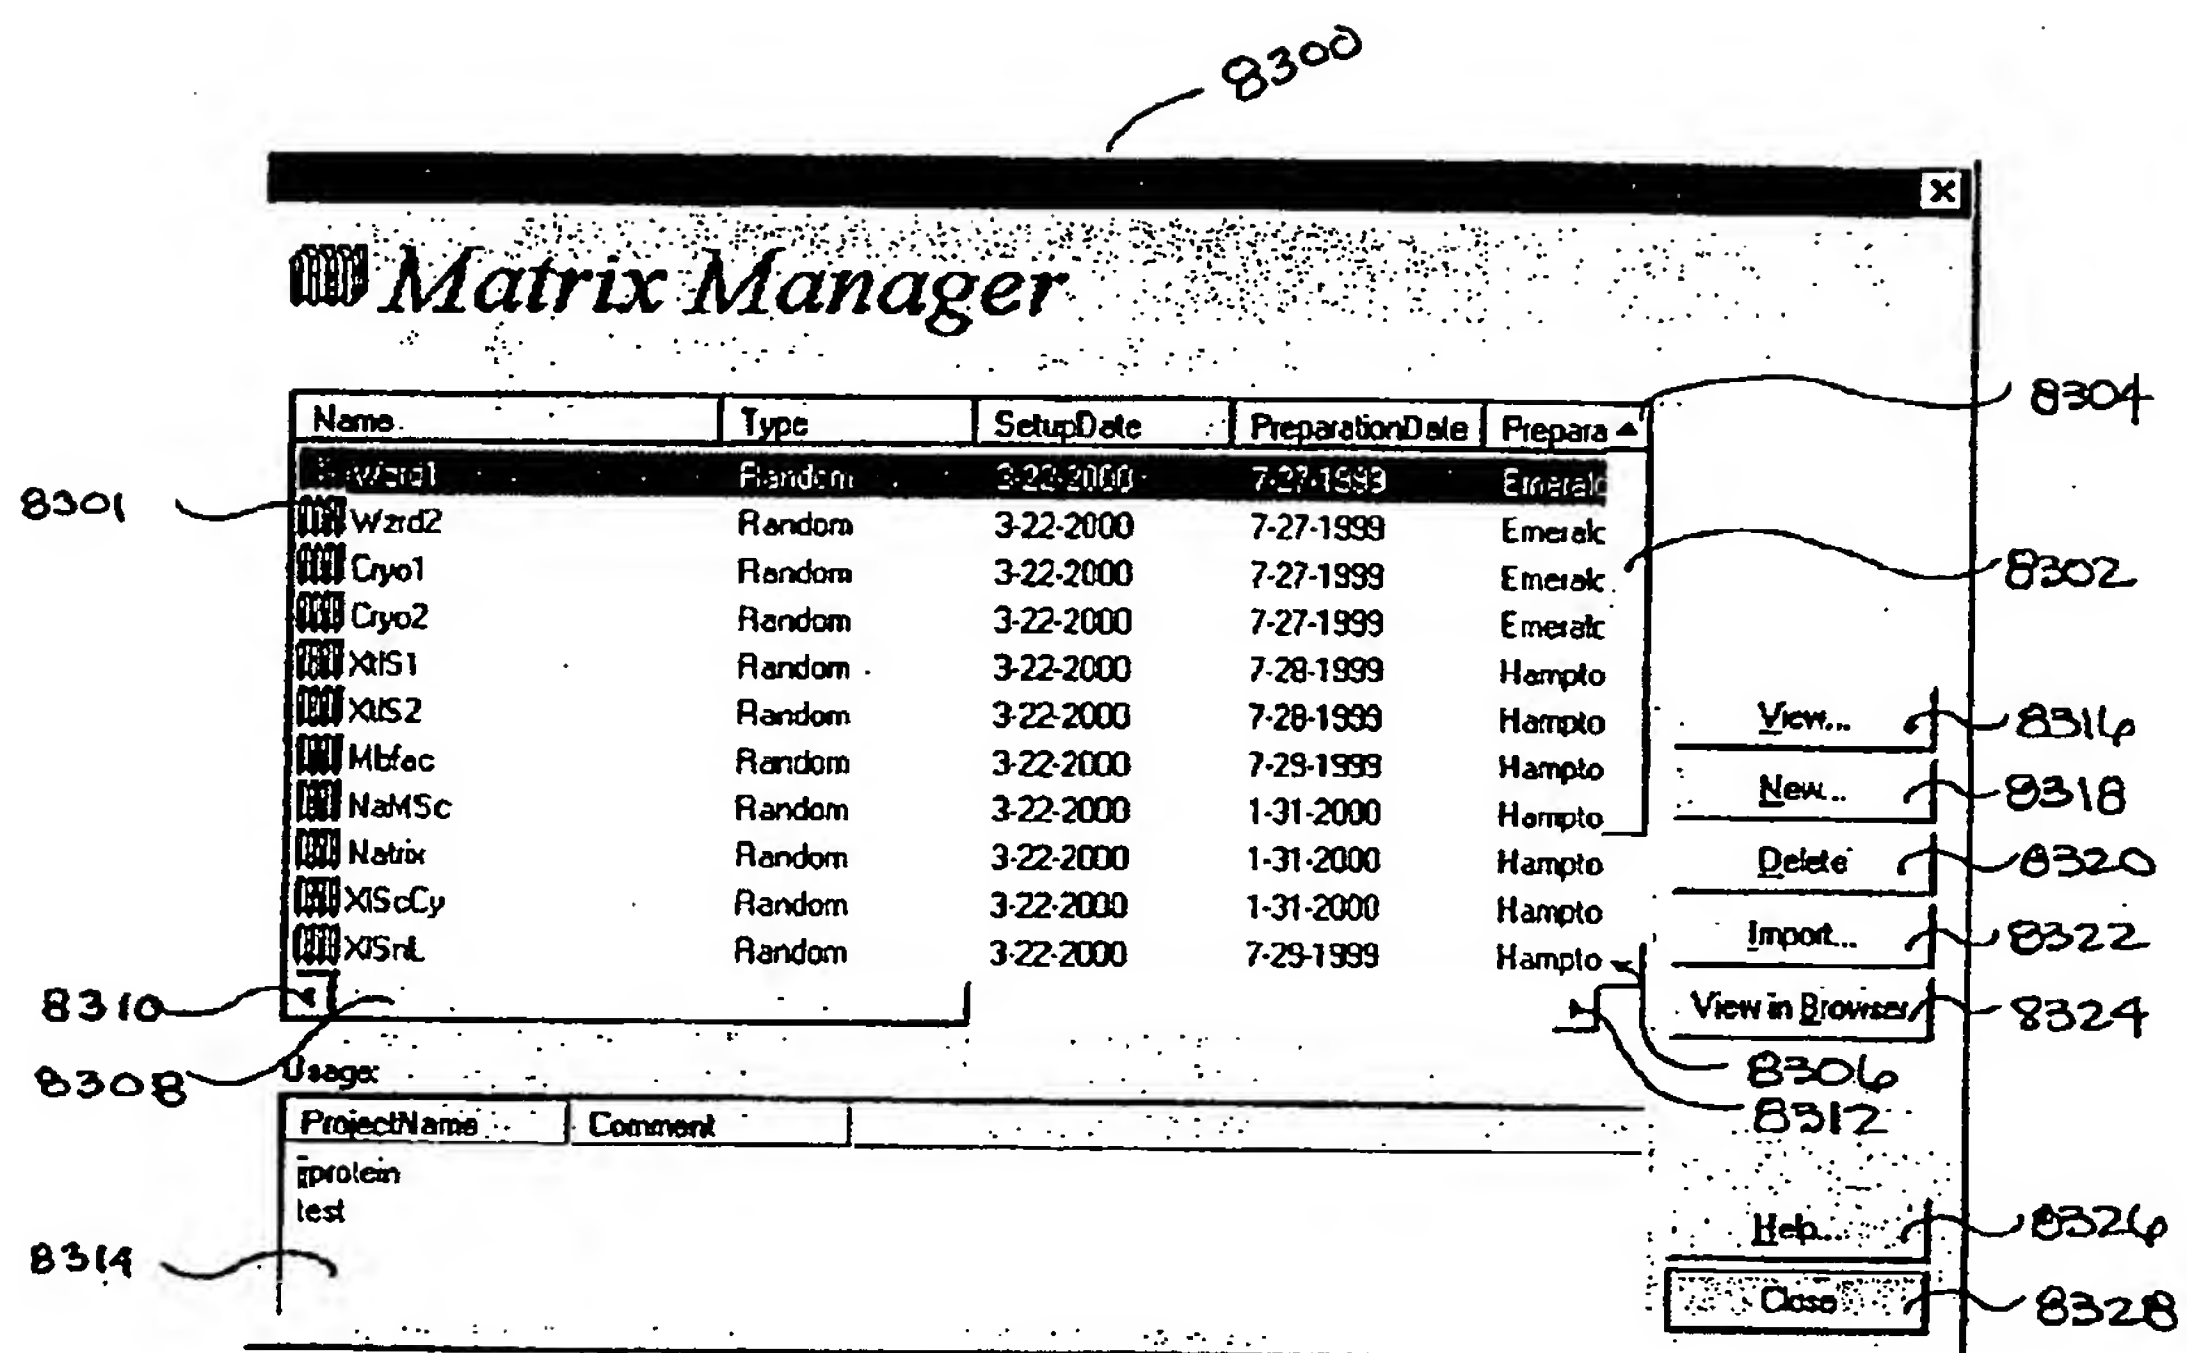 8300
Matrix Manager
Name Type SetupDate PreparationDate Prepara 8304
Wzrd1 Random 3-22-2000 7-27-1999 Emerald
8301
Wzrd2 Random 3-22-2000 7-27-1999 Emeralc
Cryo1 Random 3-22-2000 7-27-1999 Emeralc 8302
Cryo2 Random 3-22-2000 7-27-1999 Emeralc
XtlS1 Random 3-22-2000 7-28-1999 Hampto
XtlS2 Random 3-22-2000 7-28-1999 Hampto View... 8316
Mbfac Random 3-22-2000 7-29-1999 Hampto
NaMSc Random 3-22-2000 1-31-2000 Hampto New... 8318
Natrix Random 3-22-2000 1-31-2000 Hampto Delete 8320
XlScCy Random 3-22-2000 1-31-2000 Hampto Import... 8322
Random 3-22-2000 7-29-1999 Hampto
8310 View in Browser 8324
8308 Usage: 8306
ProjectName Comment 8312
protein
test Help... 8326
8314 Close 8328